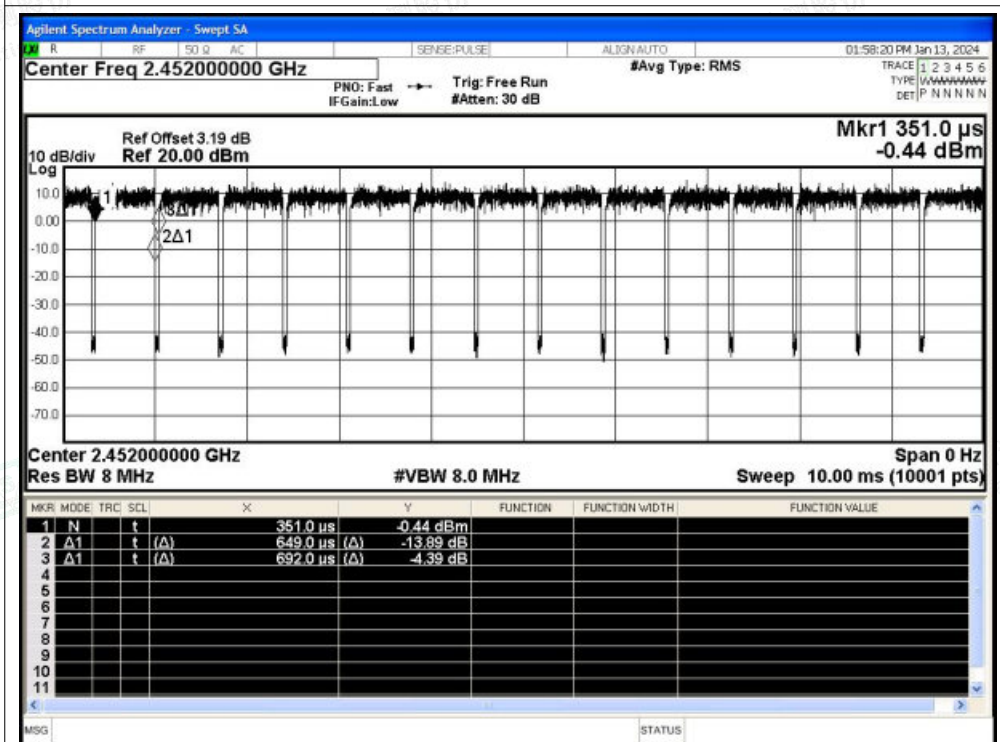 Agilent Spectrum Analyzer - Swept SA
R RF 50 Ω AC SENSE:PULSE ALIGN AUTO 01:58:20 PM Jan 13, 2024
Center Freq 2.452000000 GHz
PNO: Fast
IFGain:Low
Trig: Free Run
#Atten: 30 dB
#Avg Type: RMS
TRACE 1 2 3 4 5 6
TYPE
DET P N N N N N
Mkr1 351.0 µs
-0.44 dBm
Ref Offset 3.19 dB
10 dB/div Ref 20.00 dBm
Log
10.0
0.00
-10.0
-20.0
-30.0
-40.0
-50.0
-60.0
-70.0
1
3Δ1
2Δ1
Center 2.452000000 GHz Span 0 Hz
Res BW 8 MHz #VBW 8.0 MHz Sweep 10.00 ms (10001 pts)
MKR MODE TRC SCL X Y FUNCTION FUNCTION WIDTH FUNCTION VALUE
1 N t 351.0 µs -0.44 dBm
2 Δ1 t (Δ) 649.0 µs (Δ) -13.89 dB
3 Δ1 t (Δ) 692.0 µs (Δ) -4.39 dB
4
5
6
7
8
9
10
11
MSG STATUS